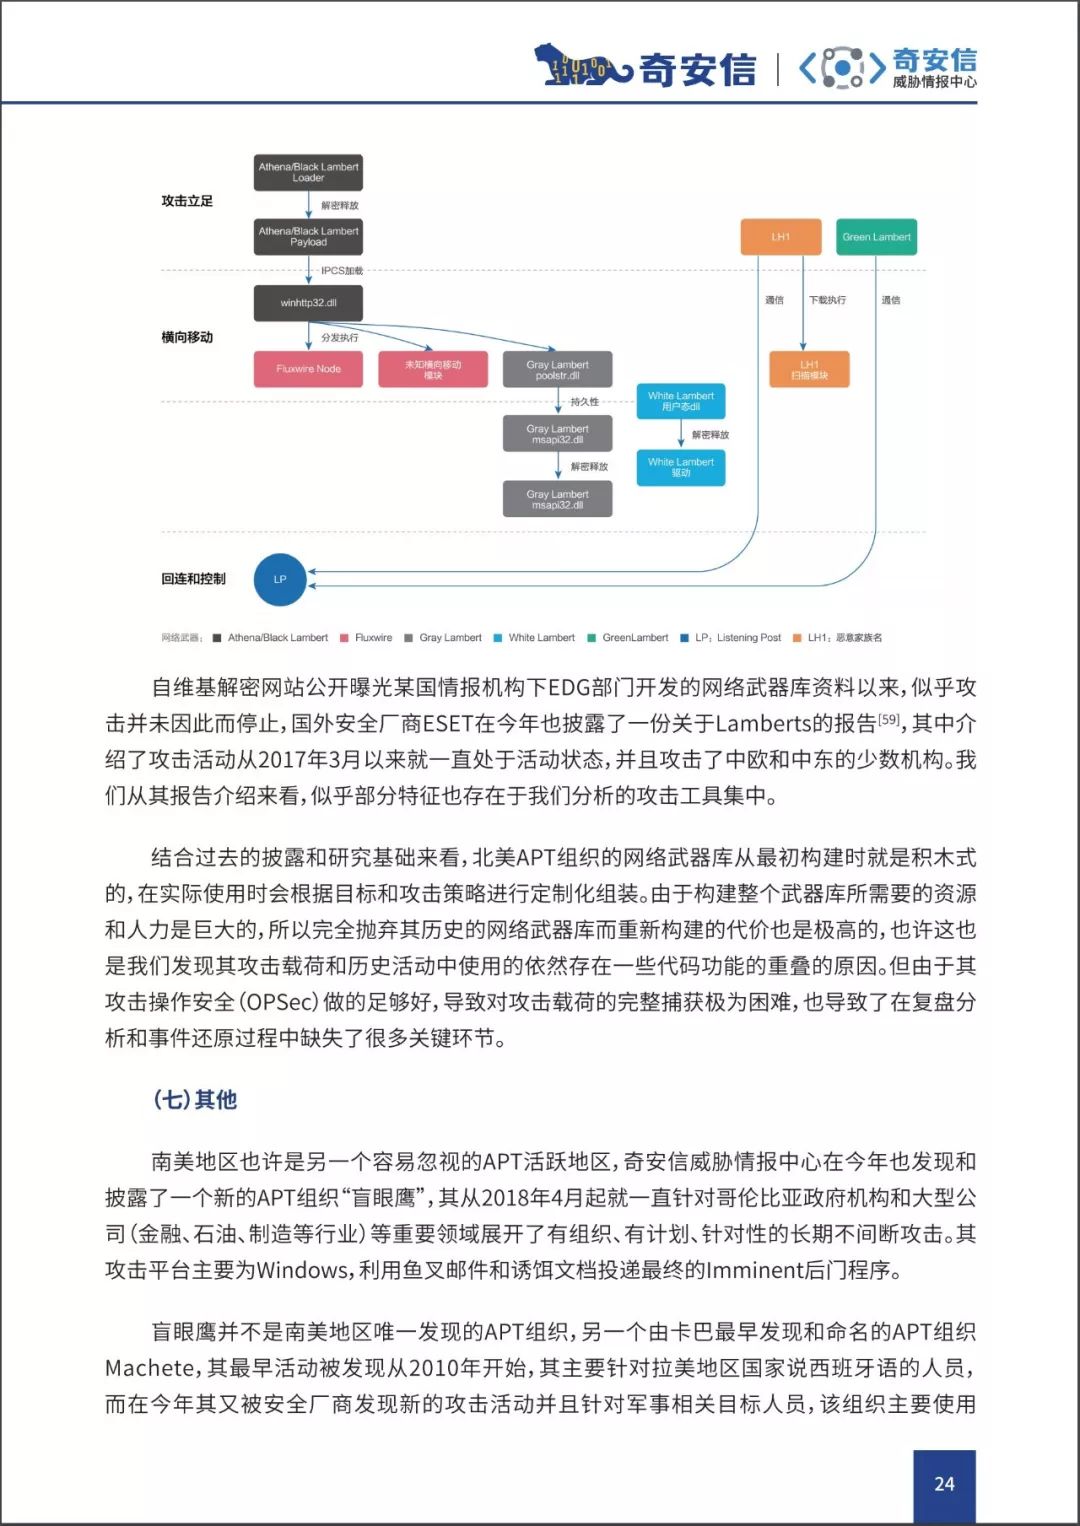 奇安信
奇安信
威胁情报中心
Athena/Black Lambert
Loader
攻击立足
解密释放
Athena/Black Lambert
Payload
LH1
Green Lambert
IPCS加载
winhttp32.dll
通信
下载执行
通信
横向移动
分发执行
Fluxwire Node
未知横向移动
模块
Gray Lambert
poolstr.dll
LH1
扫描模块
持久性
White Lambert
用户态dll
Gray Lambert
msapi32.dll
解密释放
解密释放
White Lambert
驱动
Gray Lambert
msapi32.dll
回连和控制
LP
网络武器： Athena/Black Lambert Fluxwire Gray Lambert White Lambert GreenLambert LP：Listening Post LH1：恶意家族名
自维基解密网站公开曝光某国情报机构下EDG部门开发的网络武器库资料以来，似乎攻
击并未因此而停止，国外安全厂商ESET在今年也披露了一份关于Lamberts的报告[59]，其中介
绍了攻击活动从2017年3月以来就一直处于活动状态，并且攻击了中欧和中东的少数机构。我
们从其报告介绍来看，似乎部分特征也存在于我们分析的攻击工具集中。
结合过去的披露和研究基础来看，北美APT组织的网络武器库从最初构建时就是积木式
的，在实际使用时会根据目标和攻击策略进行定制化组装。由于构建整个武器库所需要的资源
和人力是巨大的，所以完全抛弃其历史的网络武器库而重新构建的代价也是极高的，也许这也
是我们发现其攻击载荷和历史活动中使用的依然存在一些代码功能的重叠的原因。但由于其
攻击操作安全（OPSec）做的足够好，导致对攻击载荷的完整捕获极为困难，也导致了在复盘分
析和事件还原过程中缺失了很多关键环节。
（七）其他
南美地区也许是另一个容易忽视的APT活跃地区，奇安信威胁情报中心在今年也发现和
披露了一个新的APT组织“盲眼鹰”，其从2018年4月起就一直针对哥伦比亚政府机构和大型公
司（金融、石油、制造等行业）等重要领域展开了有组织、有计划、针对性的长期不间断攻击。其
攻击平台主要为Windows，利用鱼叉邮件和诱饵文档投递最终的Imminent后门程序。
盲眼鹰并不是南美地区唯一发现的APT组织，另一个由卡巴最早发现和命名的APT组织
Machete，其最早活动被发现从2010年开始，其主要针对拉美地区国家说西班牙语的人员，
而在今年其又被安全厂商发现新的攻击活动并且针对军事相关目标人员，该组织主要使用
24